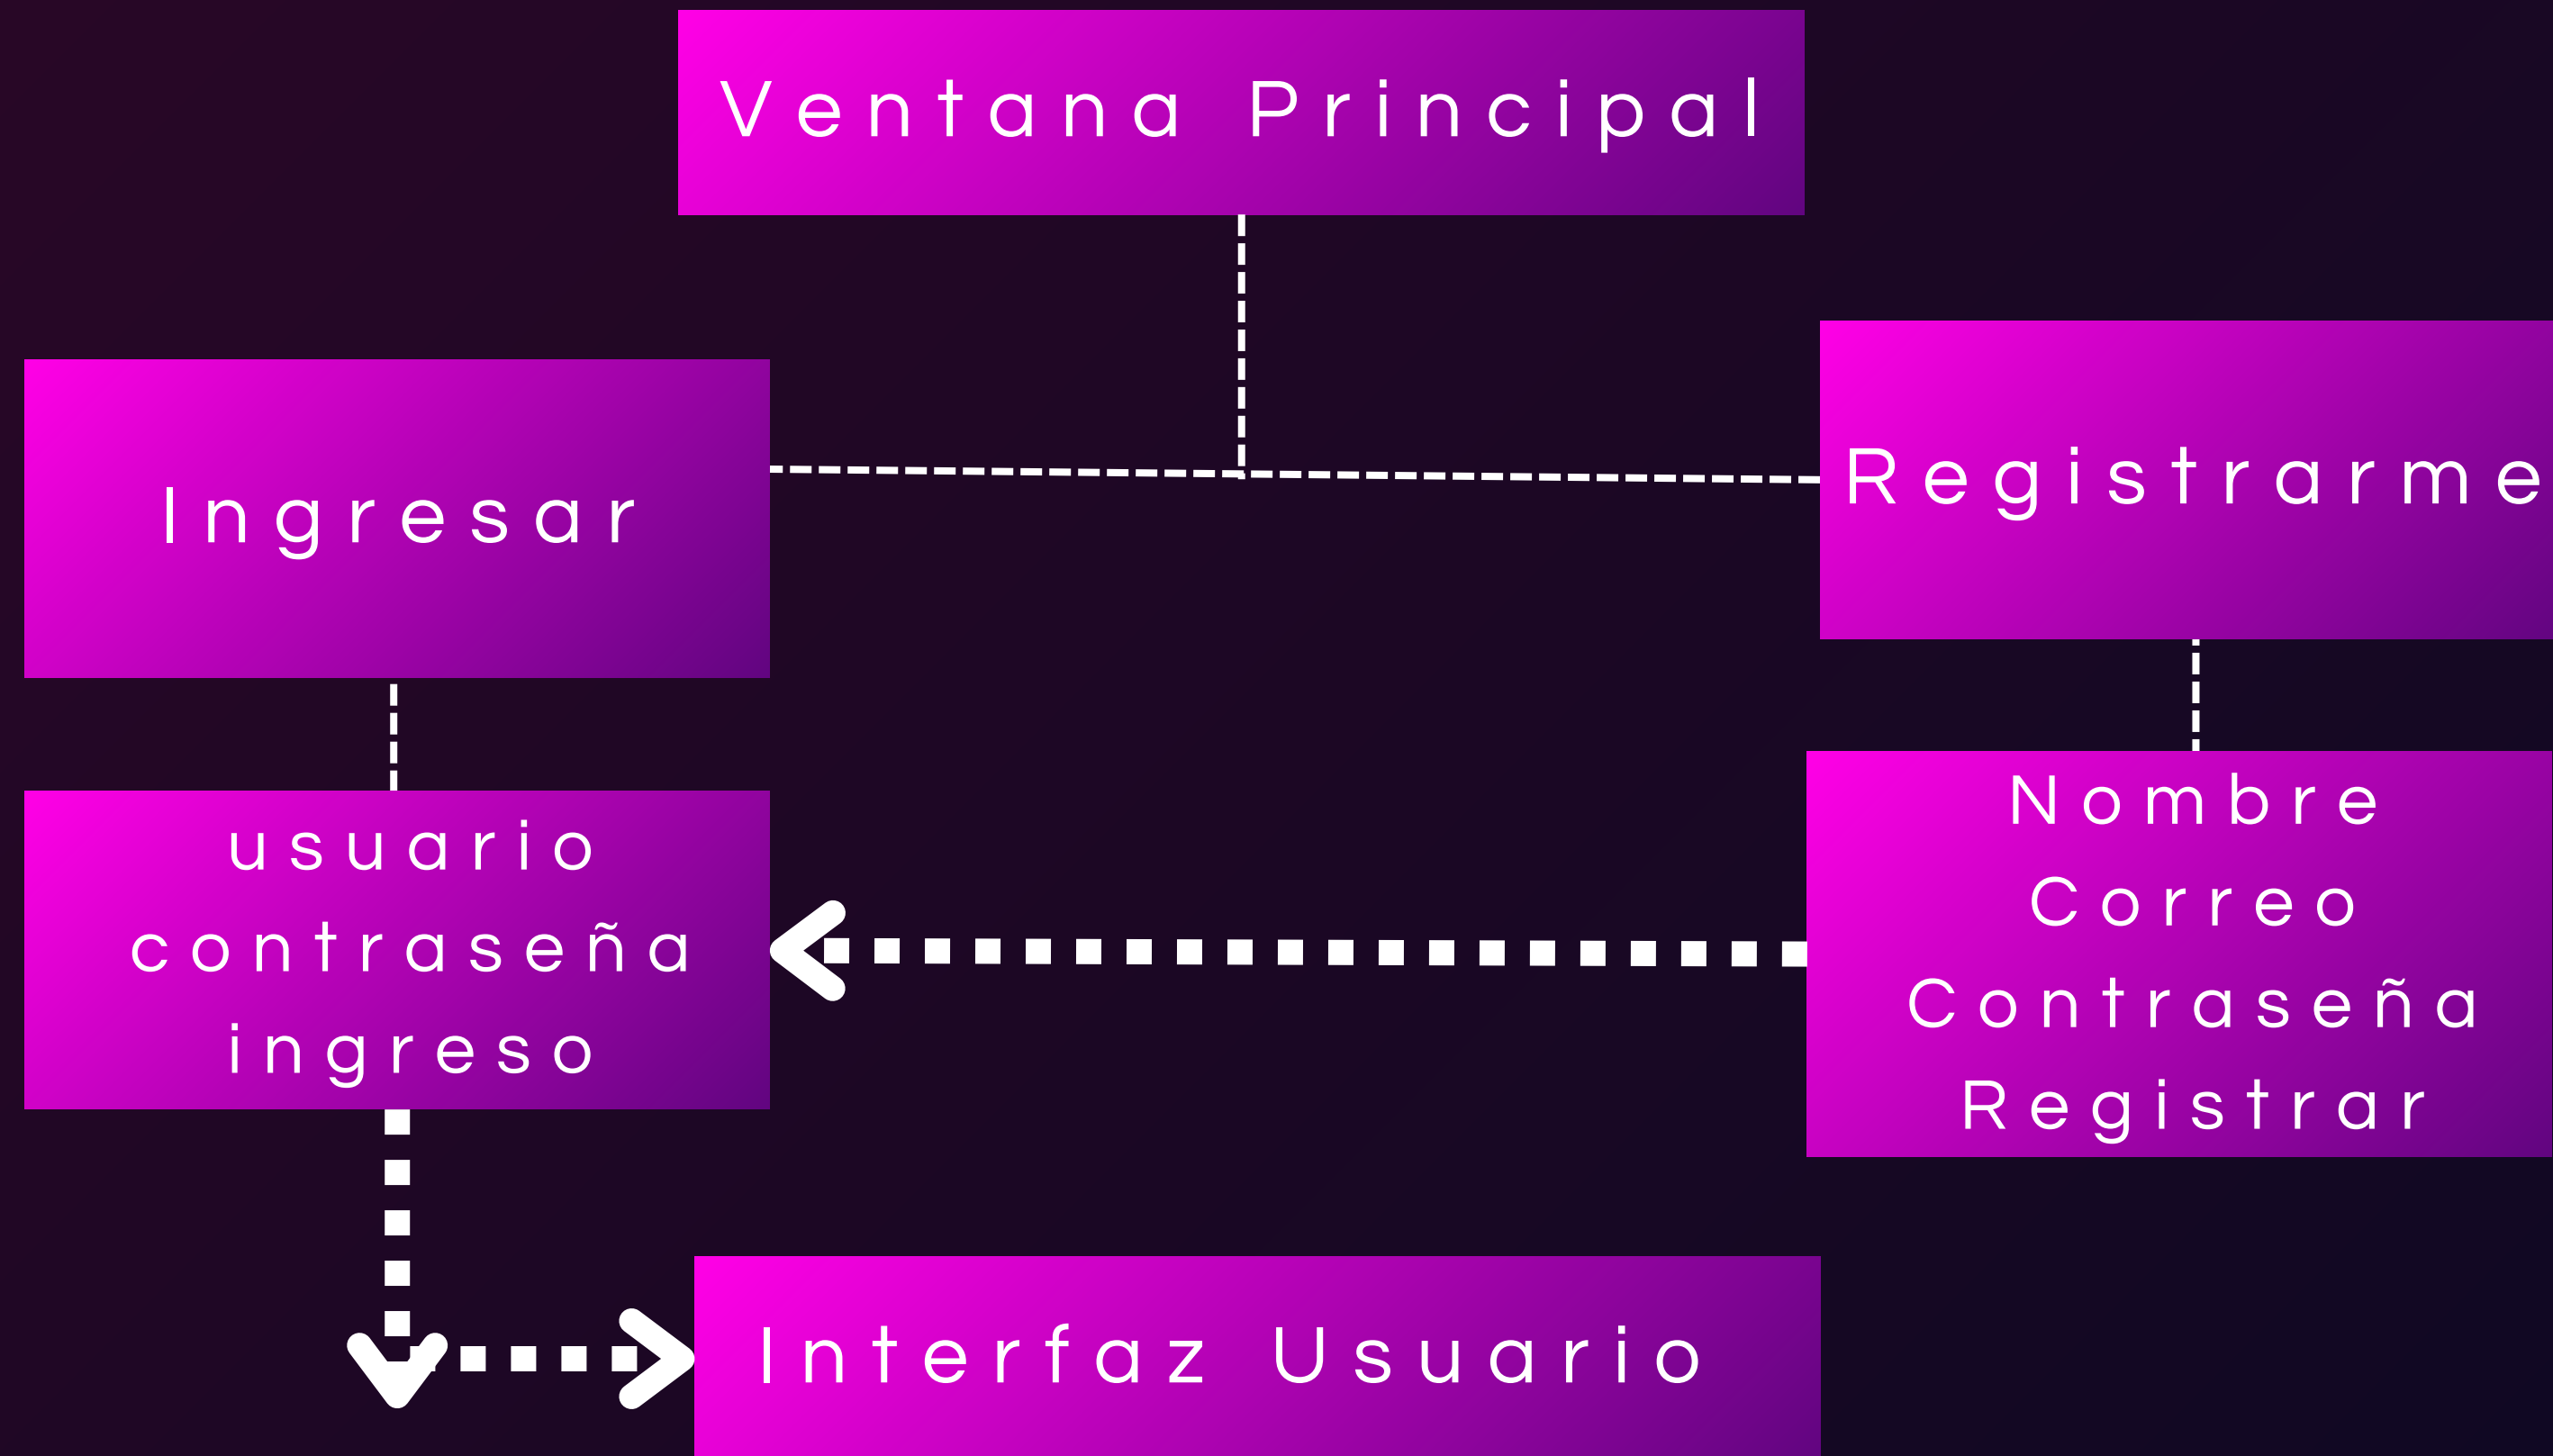 Ventana Principal
Ingresar
Registrarme
usuario
contraseña
ingreso
Nombre
Correo
Contraseña
Registrar
Interfaz Usuario